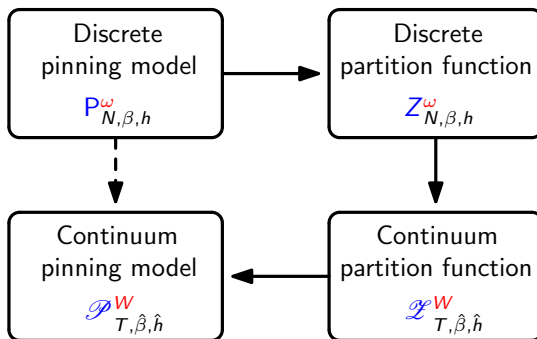 Discrete
pinning model
P^ω_{N,β,h}
Discrete
partition function
Z^ω_{N,β,h}
Continuum
pinning model
𝒫^W_{T,β̂,ĥ}
Continuum
partition function
𝒵^W_{T,β̂,ĥ}